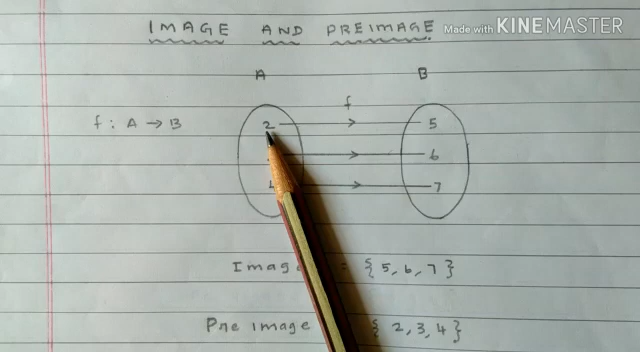 IMAGE AND PREIMAGE
Made with KINEMASTER
A B
f
f : A → B
2 5
6
7
= { 5, 6, 7 }
Pre image { 2, 3, 4 }